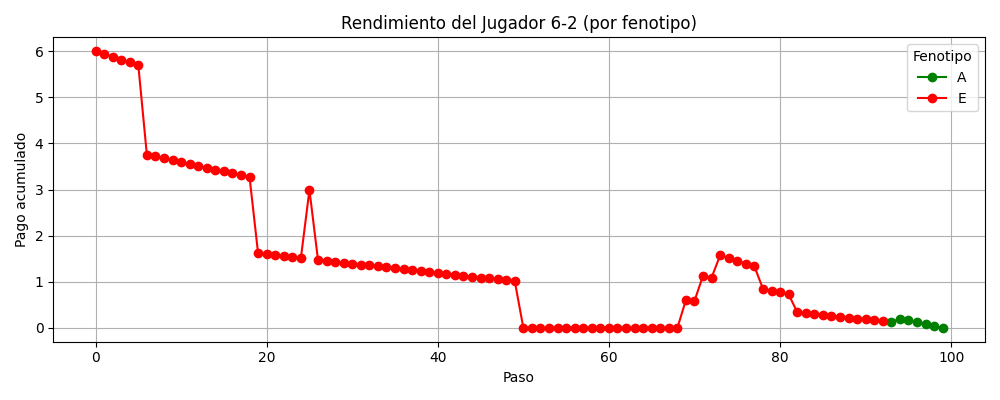 Rendimiento del Jugador 6-2 (por fenotipo)
Pago acumulado
6
5
4
3
2
1
0
0 20 40 60 80 100
Paso
Fenotipo
A
E